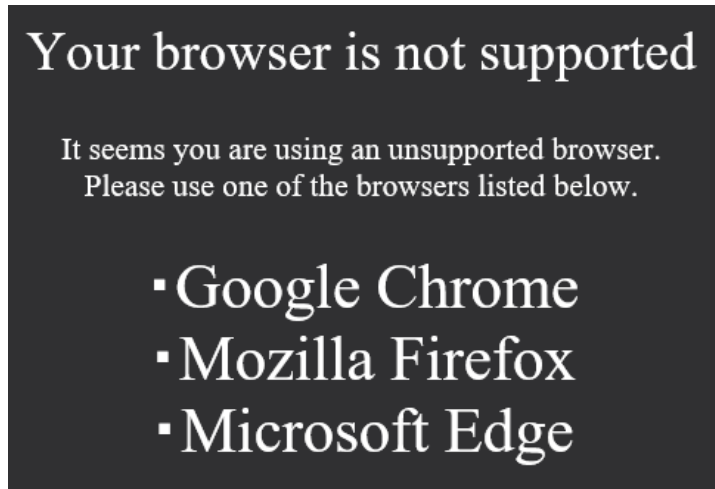 Your browser is not supported
It seems you are using an unsupported browser.
Please use one of the browsers listed below.
▪Google Chrome
▪Mozilla Firefox
▪Microsoft Edge